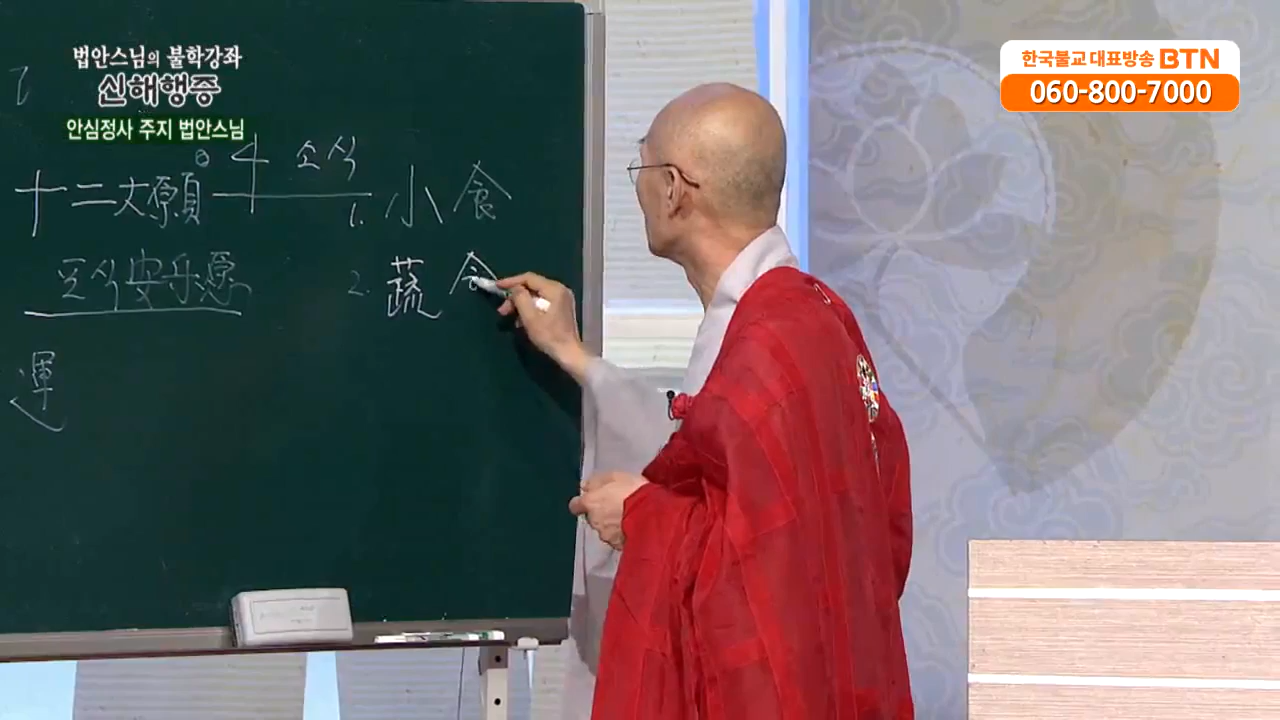 법안스님의 불학강좌
신해행증
안심정사 주지 법안스님
한국불교 대표방송 BTN
060-800-7000
4 소식
十二大願 1. 小食
포식安乐愿 2. 蔬食
運